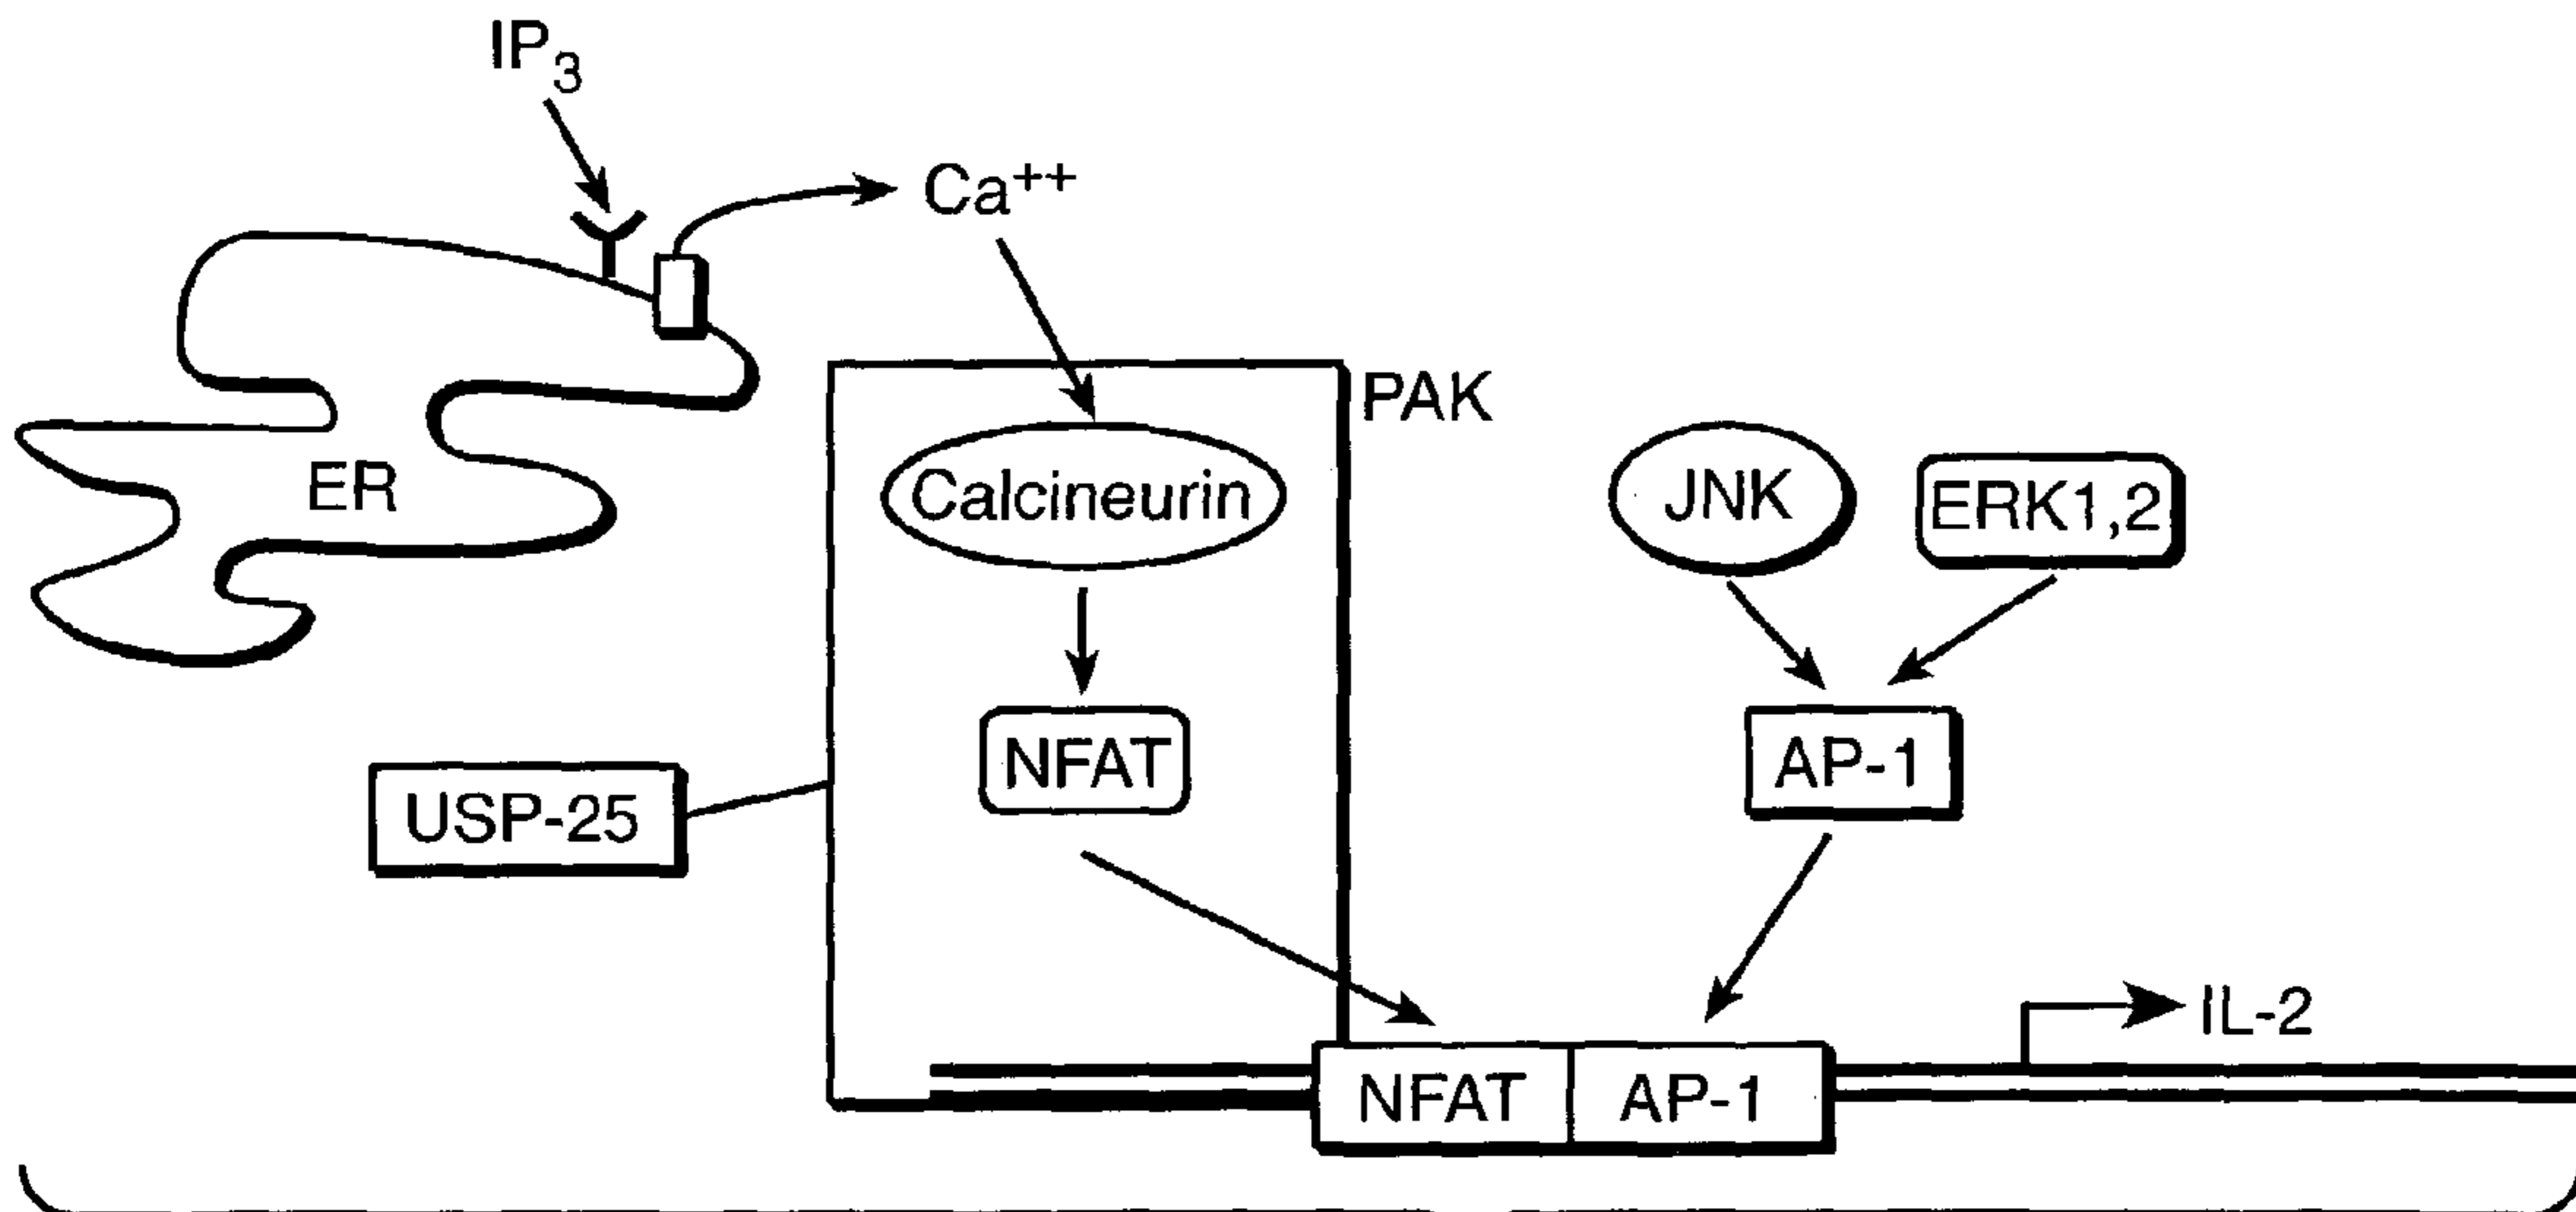 IP₃
Ca⁺⁺
PAK
Calcineurin
JNK
ERK1,2
ER
NFAT
AP-1
USP-25
IL-2
NFAT
AP-1